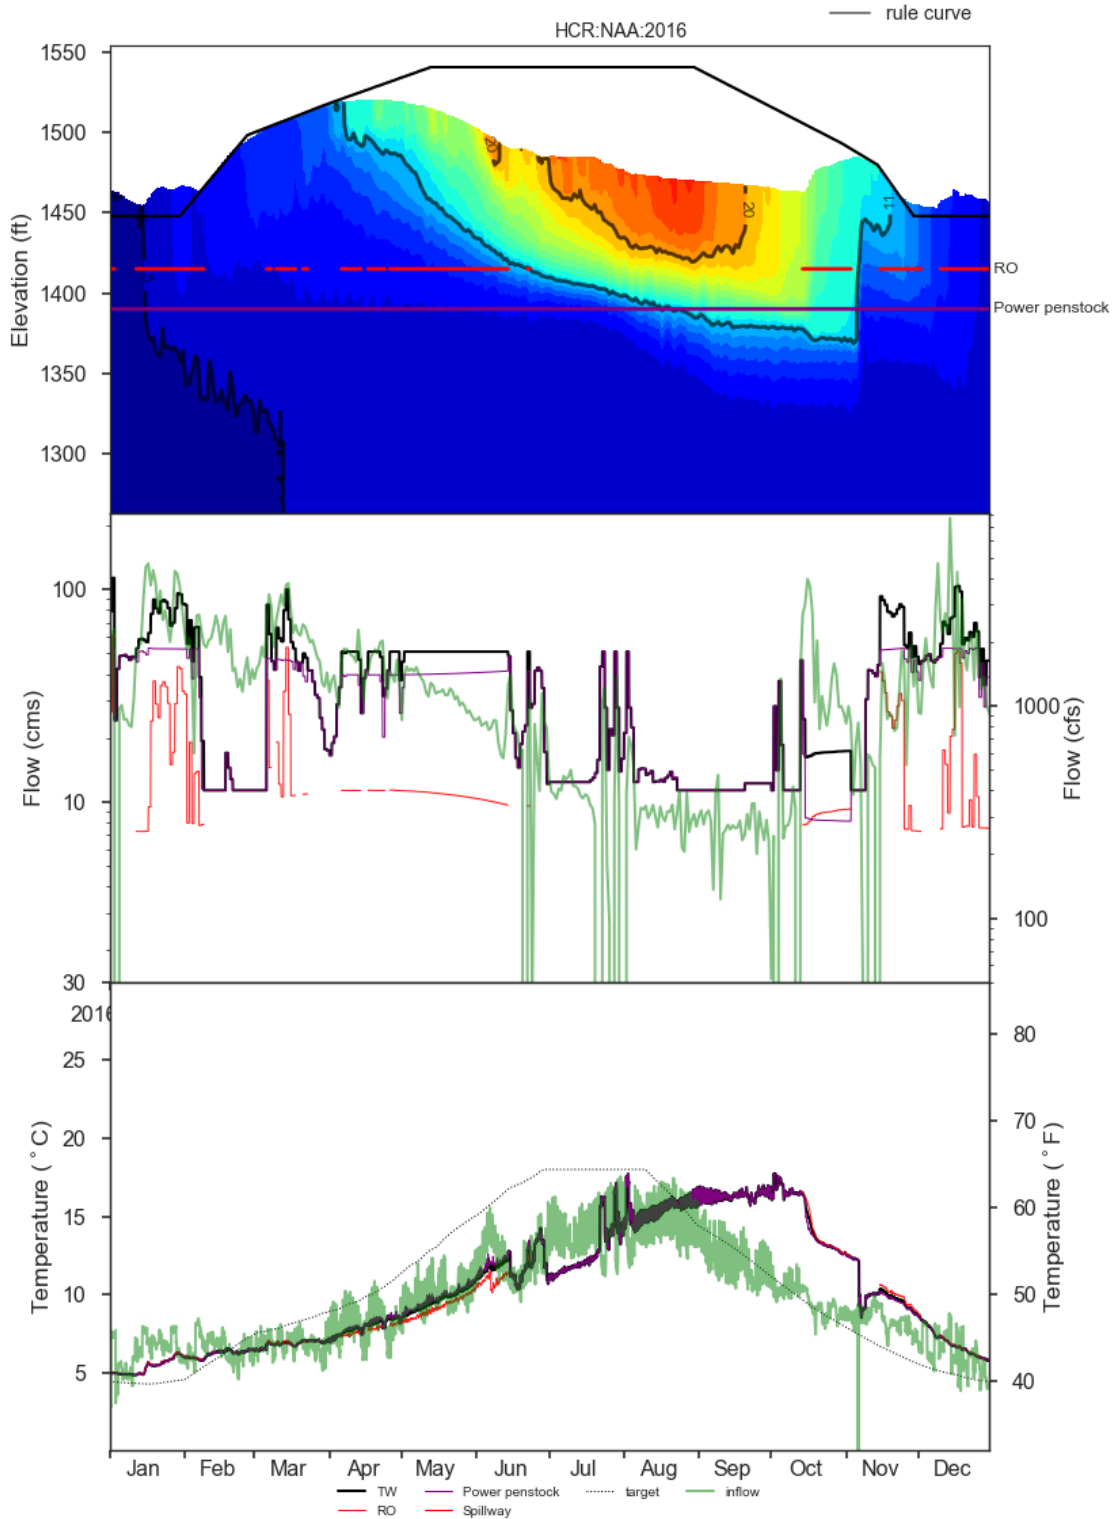 rule curve
HCR:NAA:2016
1550
1500
1450
1400
1350
1300
Elevation (ft)
20
20
11
5
RO
Power penstock
100
10
30
Flow (cms)
1000
100
Flow (cfs)
2016
25
20
15
10
5
Temperature (°C)
80
70
60
50
40
Temperature (°F)
Jan Feb Mar Apr May Jun Jul Aug Sep Oct Nov Dec
TW Power penstock target inflow
RO Spillway